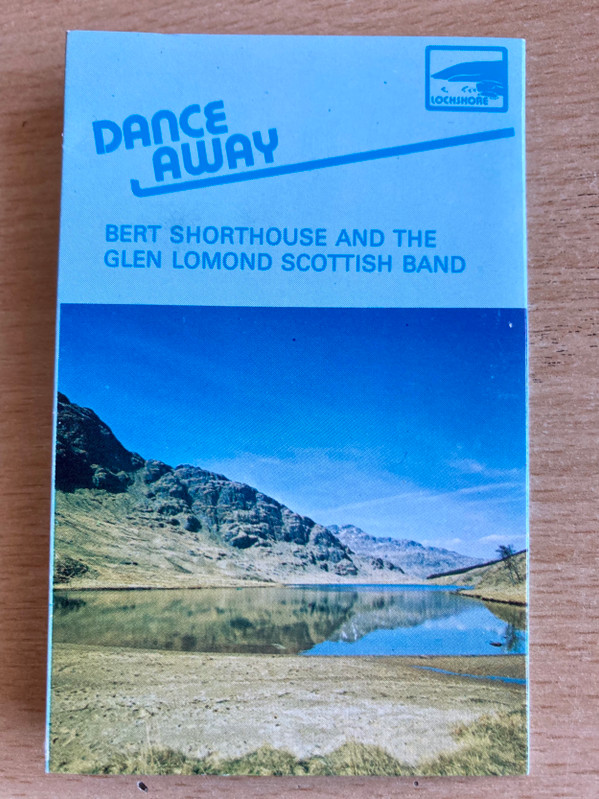 DANCE
AWAY
LOCHSHORE
BERT SHORTHOUSE AND THE
GLEN LOMOND SCOTTISH BAND